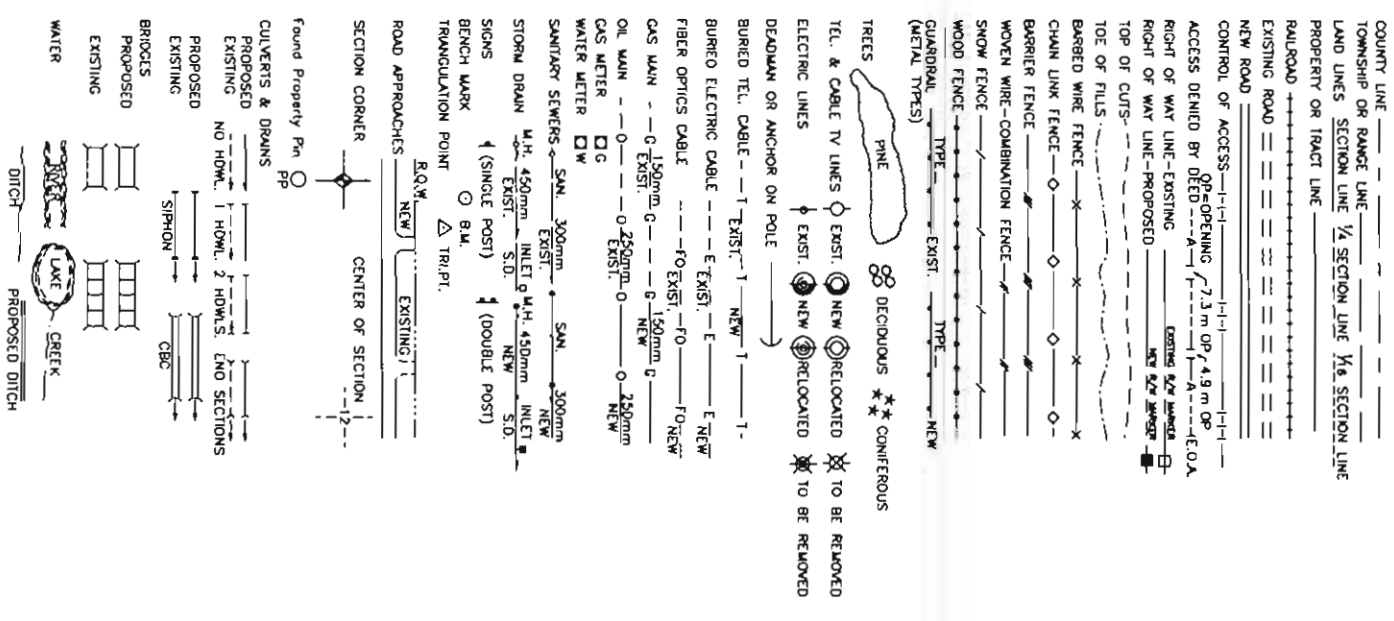 COUNTY LINE
TOWNSHIP OR RANGE LINE
LAND LINES SECTION LINE 1/4 SECTION LINE 1/16 SECTION LINE
PROPERTY OR TRACT LINE
RAILROAD
EXISTING ROAD
NEW ROAD
CONTROL OF ACCESS
OP=OPENING 7.3 m OP 4.9 m OP
ACCESS DENIED BY DEED A A E.O.A.
RIGHT OF WAY LINE-EXISTING EXISTING R/W MARKER
RIGHT OF WAY LINE-PROPOSED NEW R/W MARKER
TOP OF CUTS
TOE OF FILLS
BARBED WIRE FENCE
CHAIN LINK FENCE
BARRIER FENCE
WOVEN WIRE-COMBINATION FENCE
SNOW FENCE
WOOD FENCE
GUARDRAIL TYPE EXIST. TYPE NEW
(METAL TYPES)
TREES PINE DECIDUOUS CONIFEROUS
TEL. & CABLE TV LINES EXIST. NEW RELOCATED TO BE REMOVED
ELECTRIC LINES EXIST. NEW RELOCATED TO BE REMOVED
DEADMAN OR ANCHOR ON POLE
BURIED TEL. CABLE T EXIST. T NEW T T
BURIED ELECTRIC CABLE E EXIST. E E NEW
FIBER OPTICS CABLE FO EXIST. FO FO NEW
GAS MAIN G 150mm G G 150mm G
EXIST. NEW
OIL MAIN O O 250mm O O 250mm
EXIST. NEW
GAS METER G
WATER METER W
SANITARY SEWERS SAN. 300mm SAN. 300mm
EXIST. NEW
STORM DRAIN M.H. 450mm INLET M.H. 450mm INLET
EXIST. S.D. NEW S.D.
SIGNS (SINGLE POST) (DOUBLE POST)
BENCH MARK B.M.
TRIANGULATION POINT TRI.PT.
R.O.W.
ROAD APPROACHES NEW EXISTING
SECTION CORNER CENTER OF SECTION 12
Found Property Pin PP
CULVERTS & DRAINS
PROPOSED
EXISTING
NO HDWL. 1 HDWL. 2 HDWLS. END SECTIONS
PROPOSED
EXISTING
SIPHON CBC
BRIDGES
PROPOSED
EXISTING
WATER RIVER LAKE CREEK
DITCH PROPOSED DITCH